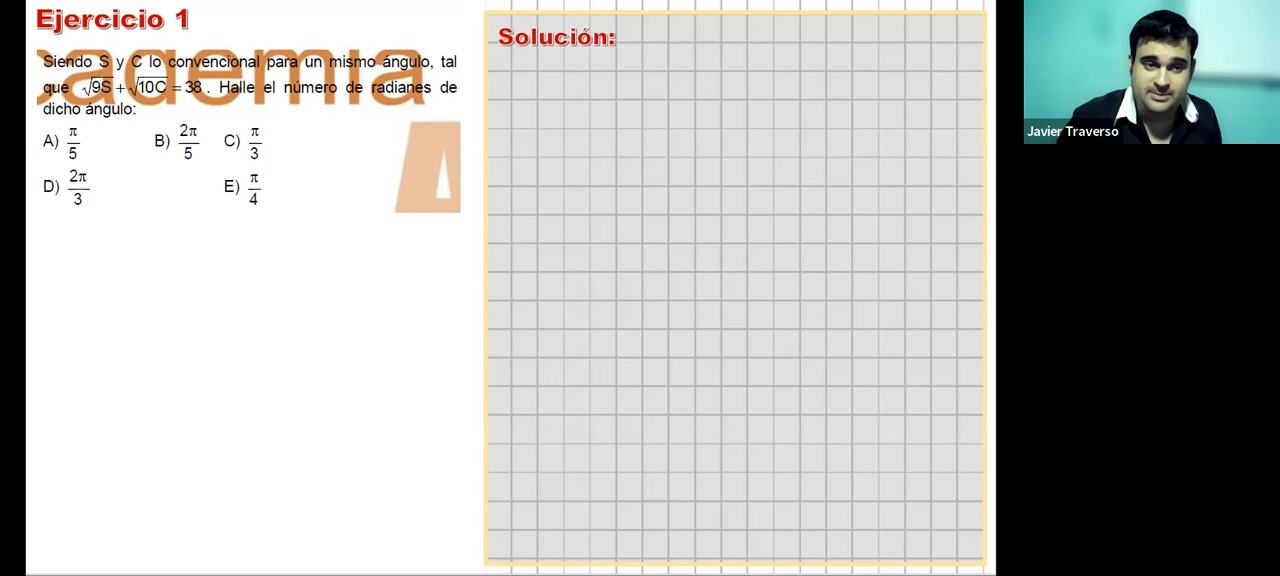 Ejercicio 1
Siendo S y C lo convencional para un mismo ángulo, tal
que √9S + √10C = 38 . Halle el número de radianes de
dicho ángulo:
A) π/5 B) 2π/5 C) π/3
D) 2π/3 E) π/4
cademia
A
Solución:
Javier Traverso